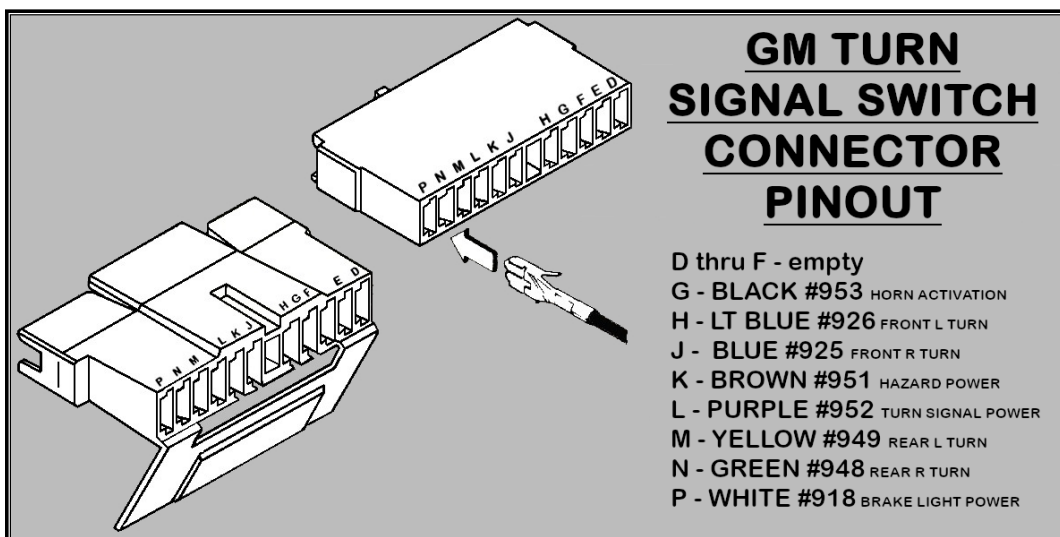 GM TURN
SIGNAL SWITCH
CONNECTOR
PINOUT
P N M L K J H G F E D
P N M L K J H G F E D
D thru F - empty
G - BLACK #953 HORN ACTIVATION
H - LT BLUE #926 FRONT L TURN
J - BLUE #925 FRONT R TURN
K - BROWN #951 HAZARD POWER
L - PURPLE #952 TURN SIGNAL POWER
M - YELLOW #949 REAR L TURN
N - GREEN #948 REAR R TURN
P - WHITE #918 BRAKE LIGHT POWER